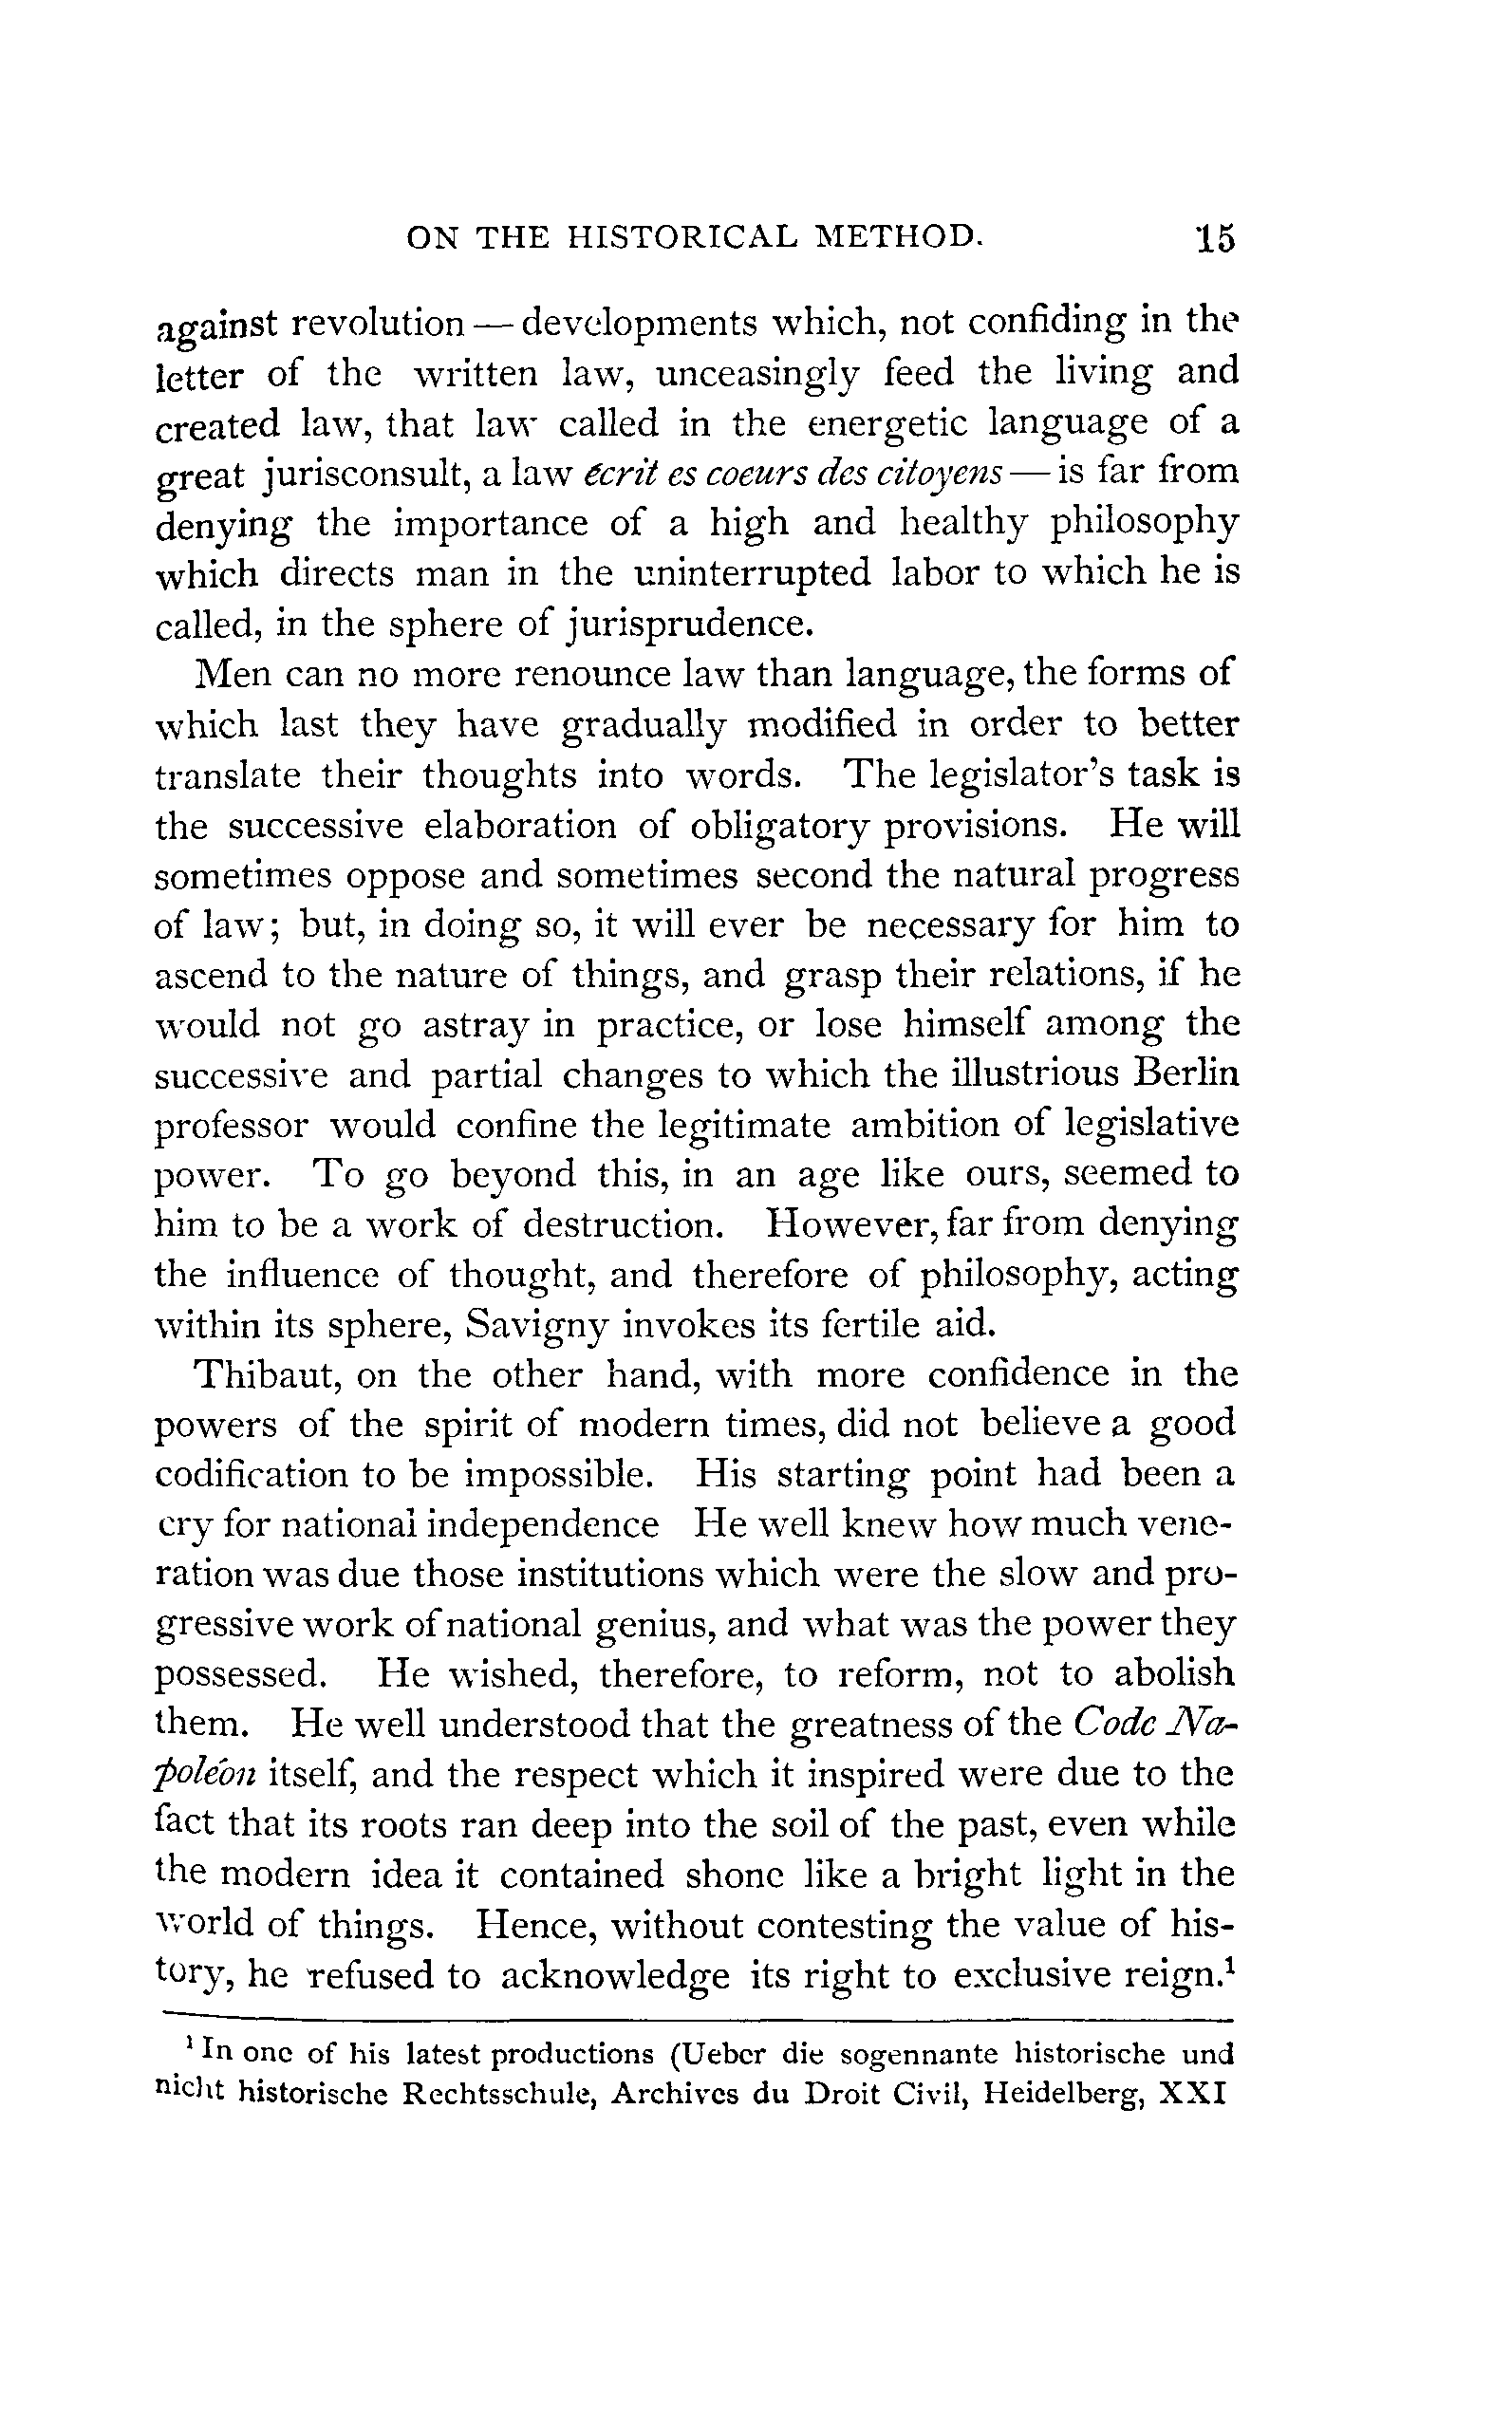 ON THE HISTORICAL METHOD. 15
against revolution — developments which, not confiding in the
letter of the written law, unceasingly feed the living and
created law, that law called in the energetic language of a
great jurisconsult, a law écrit es coeurs des citoyens — is far from
denying the importance of a high and healthy philosophy
which directs man in the uninterrupted labor to which he is
called, in the sphere of jurisprudence.
Men can no more renounce law than language, the forms of
which last they have gradually modified in order to better
translate their thoughts into words. The legislator's task is
the successive elaboration of obligatory provisions. He will
sometimes oppose and sometimes second the natural progress
of law; but, in doing so, it will ever be necessary for him to
ascend to the nature of things, and grasp their relations, if he
would not go astray in practice, or lose himself among the
successive and partial changes to which the illustrious Berlin
professor would confine the legitimate ambition of legislative
power. To go beyond this, in an age like ours, seemed to
him to be a work of destruction. However, far from denying
the influence of thought, and therefore of philosophy, acting
within its sphere, Savigny invokes its fertile aid.
Thibaut, on the other hand, with more confidence in the
powers of the spirit of modern times, did not believe a good
codification to be impossible. His starting point had been a
cry for national independence He well knew how much vene-
ration was due those institutions which were the slow and pro-
gressive work of national genius, and what was the power they
possessed. He wished, therefore, to reform, not to abolish
them. He well understood that the greatness of the Code Na-
poléon itself, and the respect which it inspired were due to the
fact that its roots ran deep into the soil of the past, even while
the modern idea it contained shone like a bright light in the
world of things. Hence, without contesting the value of his-
tory, he refused to acknowledge its right to exclusive reign.¹
¹ In one of his latest productions (Ueber die sogennante historische und
nicht historische Rechtsschule, Archives du Droit Civil, Heidelberg, XXI